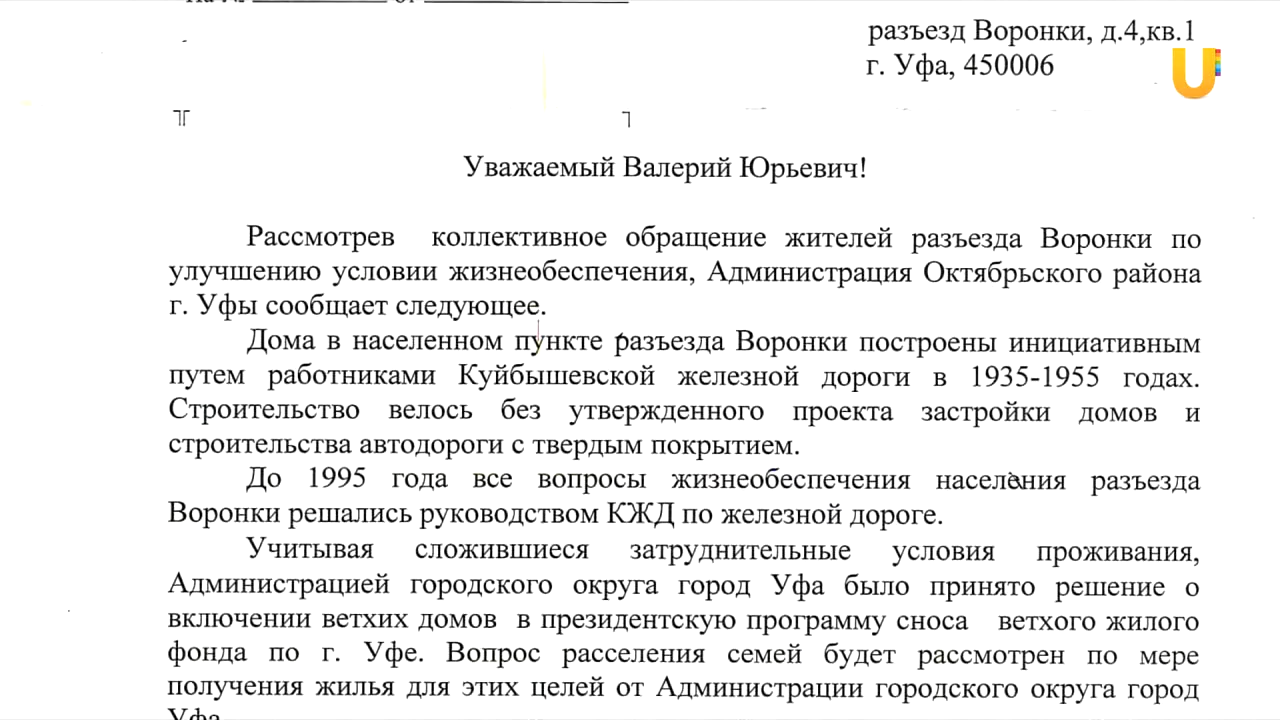 разъезд Воронки, д.4,кв.1
г. Уфа, 450006
U
Уважаемый Валерий Юрьевич!
Рассмотрев коллективное обращение жителей разъезда Воронки по
улучшению условии жизнеобеспечения, Администрация Октябрьского района
г. Уфы сообщает следующее.
Дома в населенном пункте разъезда Воронки построены инициативным
путем работниками Куйбышевской железной дороги в 1935-1955 годах.
Строительство велось без утвержденного проекта застройки домов и
строительства автодороги с твердым покрытием.
До 1995 года все вопросы жизнеобеспечения населения разъезда
Воронки решались руководством КЖД по железной дороге.
Учитывая сложившиеся затруднительные условия проживания,
Администрацией городского округа город Уфа было принято решение о
включении ветхих домов в президентскую программу сноса ветхого жилого
фонда по г. Уфе. Вопрос расселения семей будет рассмотрен по мере
получения жилья для этих целей от Администрации городского округа город
Уфа